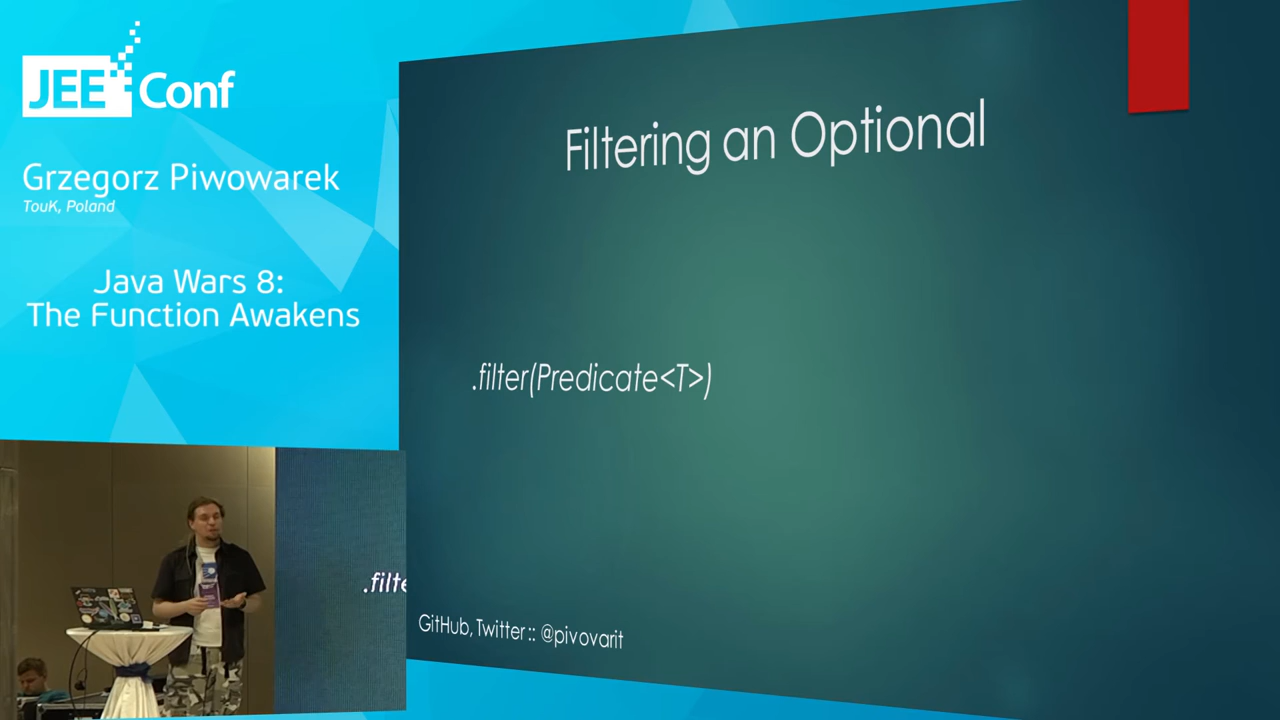 JEE Conf
Grzegorz Piwowarek
TouK, Poland
Java Wars 8:
The Function Awakens
Filtering an Optional
.filter(Predicate<T>)
GitHub, Twitter :: @pivovarit
.filte